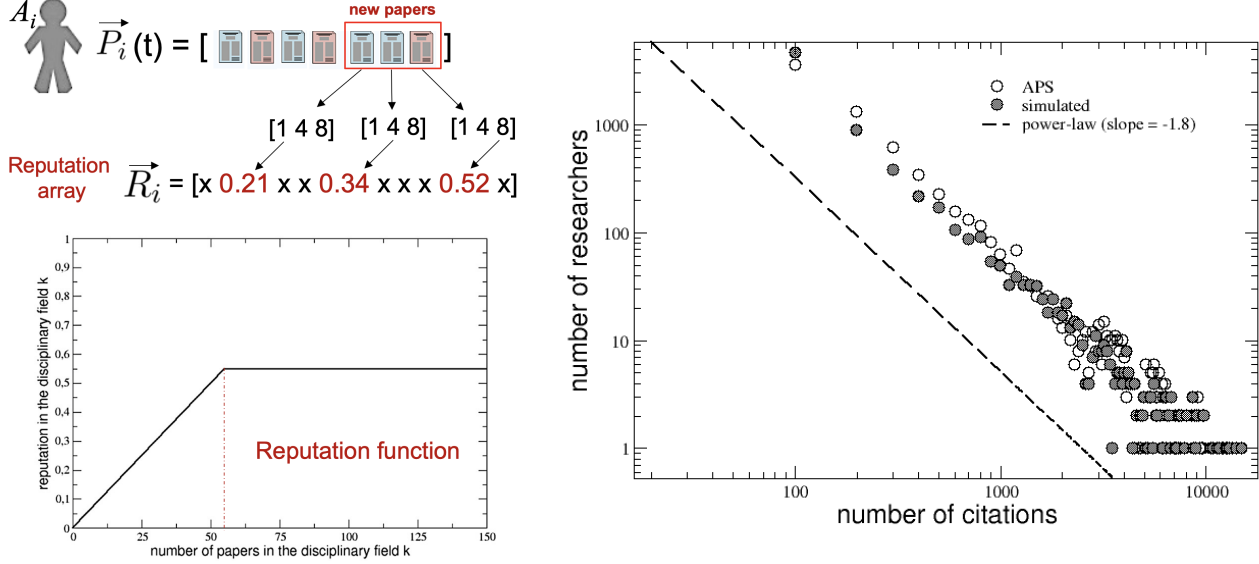 new papers
A_i
P_i (t) = [ ]
[1 4 8] [1 4 8] [1 4 8]
Reputation
array
R_i = [x 0.21 x x 0.34 x x x 0.52 x]
1
0,9
0,8
0,7
0,6
0,5
0,4
0,3
0,2
0,1
0
reputation in the disciplinary field k
Reputation function
0 25 50 75 100 125 150
number of papers in the disciplinary field k
APS
simulated
power-law (slope = -1.8)
1000
100
10
1
number of researchers
100 1000 10000
number of citations